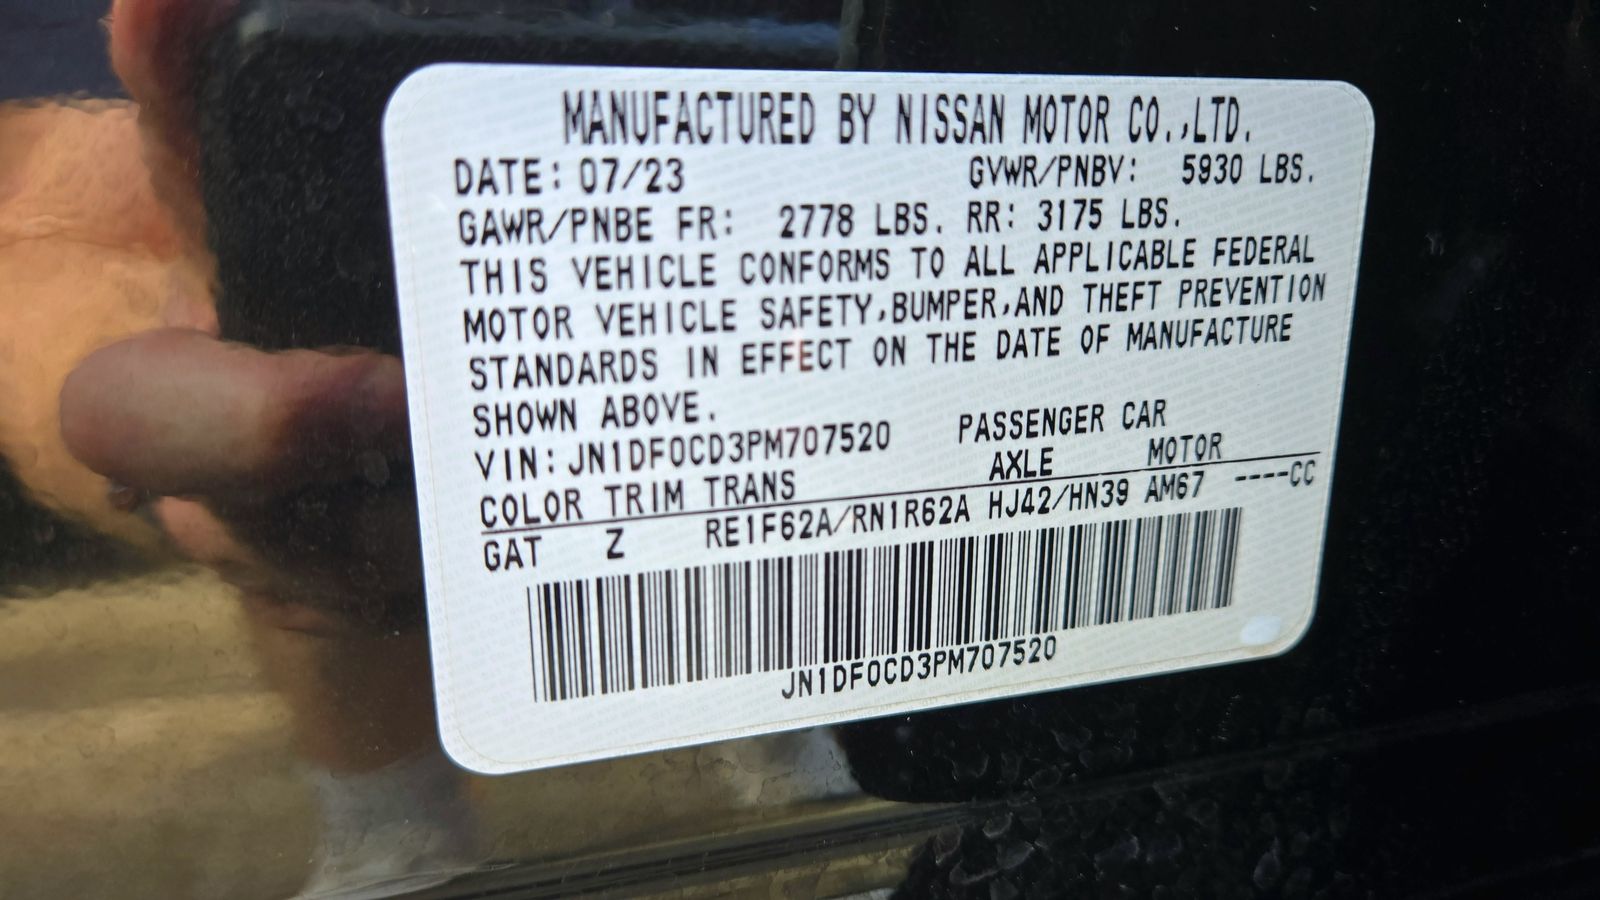 MANUFACTURED BY NISSAN MOTOR CO.,LTD.
DATE: 07/23 GVWR/PNBV: 5930 LBS.
GAWR/PNBE FR: 2778 LBS. RR: 3175 LBS.
THIS VEHICLE CONFORMS TO ALL APPLICABLE FEDERAL
MOTOR VEHICLE SAFETY,BUMPER,AND THEFT PREVENTION
STANDARDS IN EFFECT ON THE DATE OF MANUFACTURE
SHOWN ABOVE.
VIN: JN1DF0CD3PM707520 PASSENGER CAR
COLOR TRIM TRANS AXLE MOTOR
GAT Z RE1F62A/RN1R62A HJ42/HN39 AM67 ----CC
JN1DF0CD3PM707520